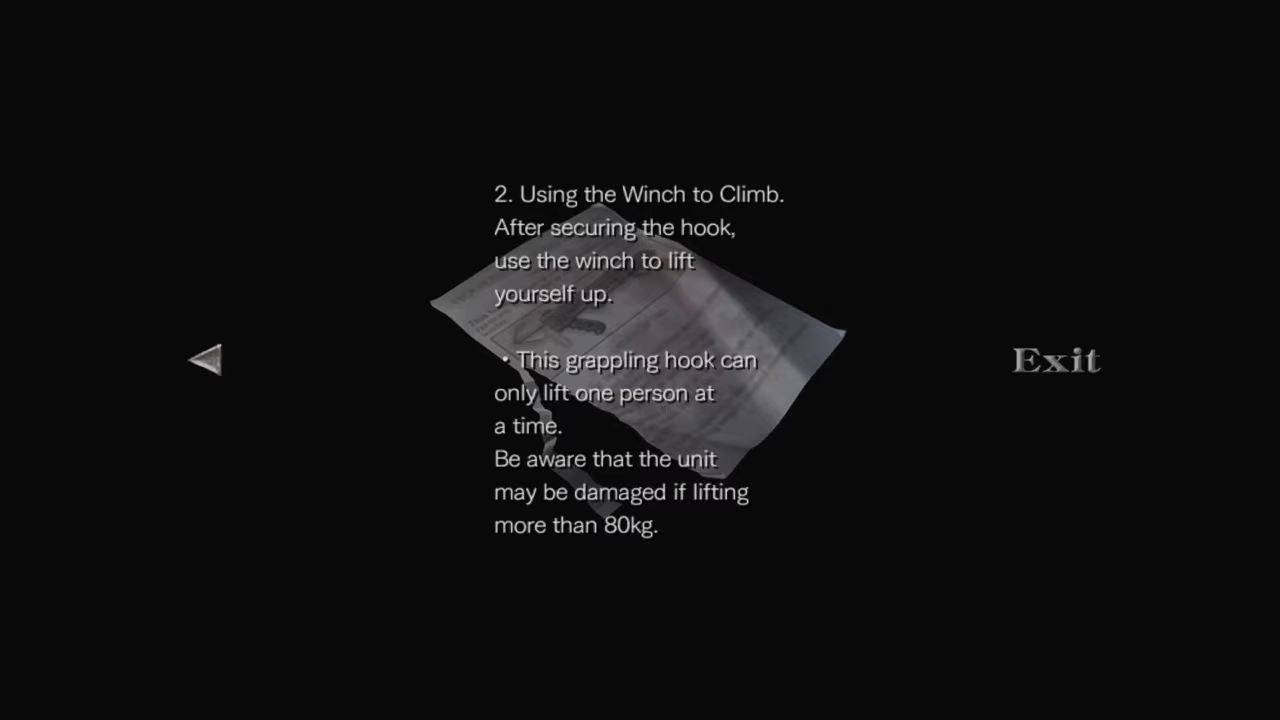 2. Using the Winch to Climb.
After securing the hook,
use the winch to lift
yourself up.
・This grappling hook can
only lift one person at
a time.
Be aware that the unit
may be damaged if lifting
more than 80kg.
Exit